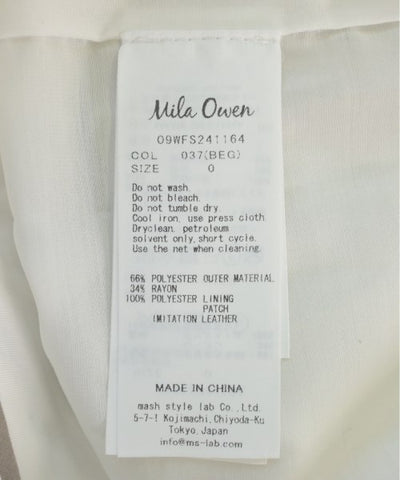 Mila Owen
09WFS241164
COL 037(BEG)
SIZE 0
Do not wash.
Do not bleach.
Do not tumble dry.
Cool iron, use press cloth.
Dryclean, petroleum
solvent only, short cycle.
Use the net when cleaning.
66% POLYESTER OUTER MATERIAL
34% RAYON
100% POLYESTER LINING
PATCH
IMITATION LEATHER
MADE IN CHINA
mash style lab Co., Ltd.
5-7-1 Kojimachi, Chiyoda-Ku
Tokyo, Japan
info@ms-lab.com